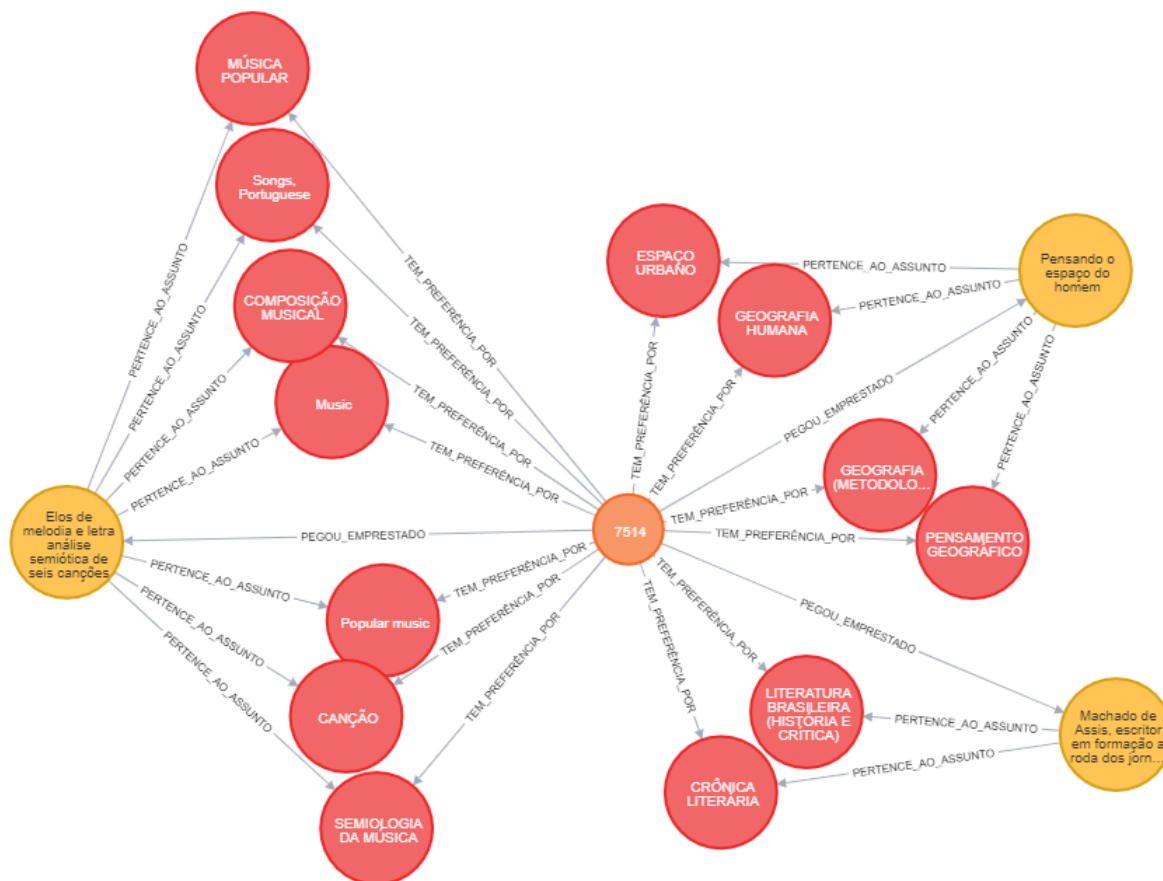 MÚSICA
POPULAR
PERTENCE_AO_ASSUNTO
TEM_PREFERÊNCIA_POR
Songs,
Portuguese
PERTENCE_AO_ASSUNTO
TEM_PREFERÊNCIA_POR
COMPOSIÇÃO
MUSICAL
PERTENCE_AO_ASSUNTO
TEM_PREFERÊNCIA_POR
Music
PERTENCE_AO_ASSUNTO
TEM_PREFERÊNCIA_POR
Elos de
melodia e letra
análise
semiótica de
seis canções
PEGOU_EMPRESTADO
7514
PERTENCE_AO_ASSUNTO
Popular music
TEM_PREFERÊNCIA_POR
PERTENCE_AO_ASSUNTO
CANÇÃO
TEM_PREFERÊNCIA_POR
PERTENCE_AO_ASSUNTO
SEMIOLOGIA
DA MÚSICA
TEM_PREFERÊNCIA_POR
ESPAÇO
URBANO
PERTENCE_AO_ASSUNTO
TEM_PREFERÊNCIA_POR
GEOGRAFIA
HUMANA
PERTENCE_AO_ASSUNTO
TEM_PREFERÊNCIA_POR
Pensando o
espaço do
homem
PEGOU_EMPRESTADO
PERTENCE_AO_ASSUNTO
PERTENCE_AO_ASSUNTO
GEOGRAFIA
(METODOLO...
TEM_PREFERÊNCIA_POR
PENSAMENTO
GEOGRÁFICO
TEM_PREFERÊNCIA_POR
PEGOU_EMPRESTADO
TEM_PREFERÊNCIA_POR
TEM_PREFERÊNCIA_POR
LITERATURA
BRASILEIRA
(HISTÓRIA E
CRÍTICA)
PERTENCE_AO_ASSUNTO
CRÔNICA
LITERÁRIA
PERTENCE_AO_ASSUNTO
Machado de
Assis, escritor
em formação a
roda dos jorn...